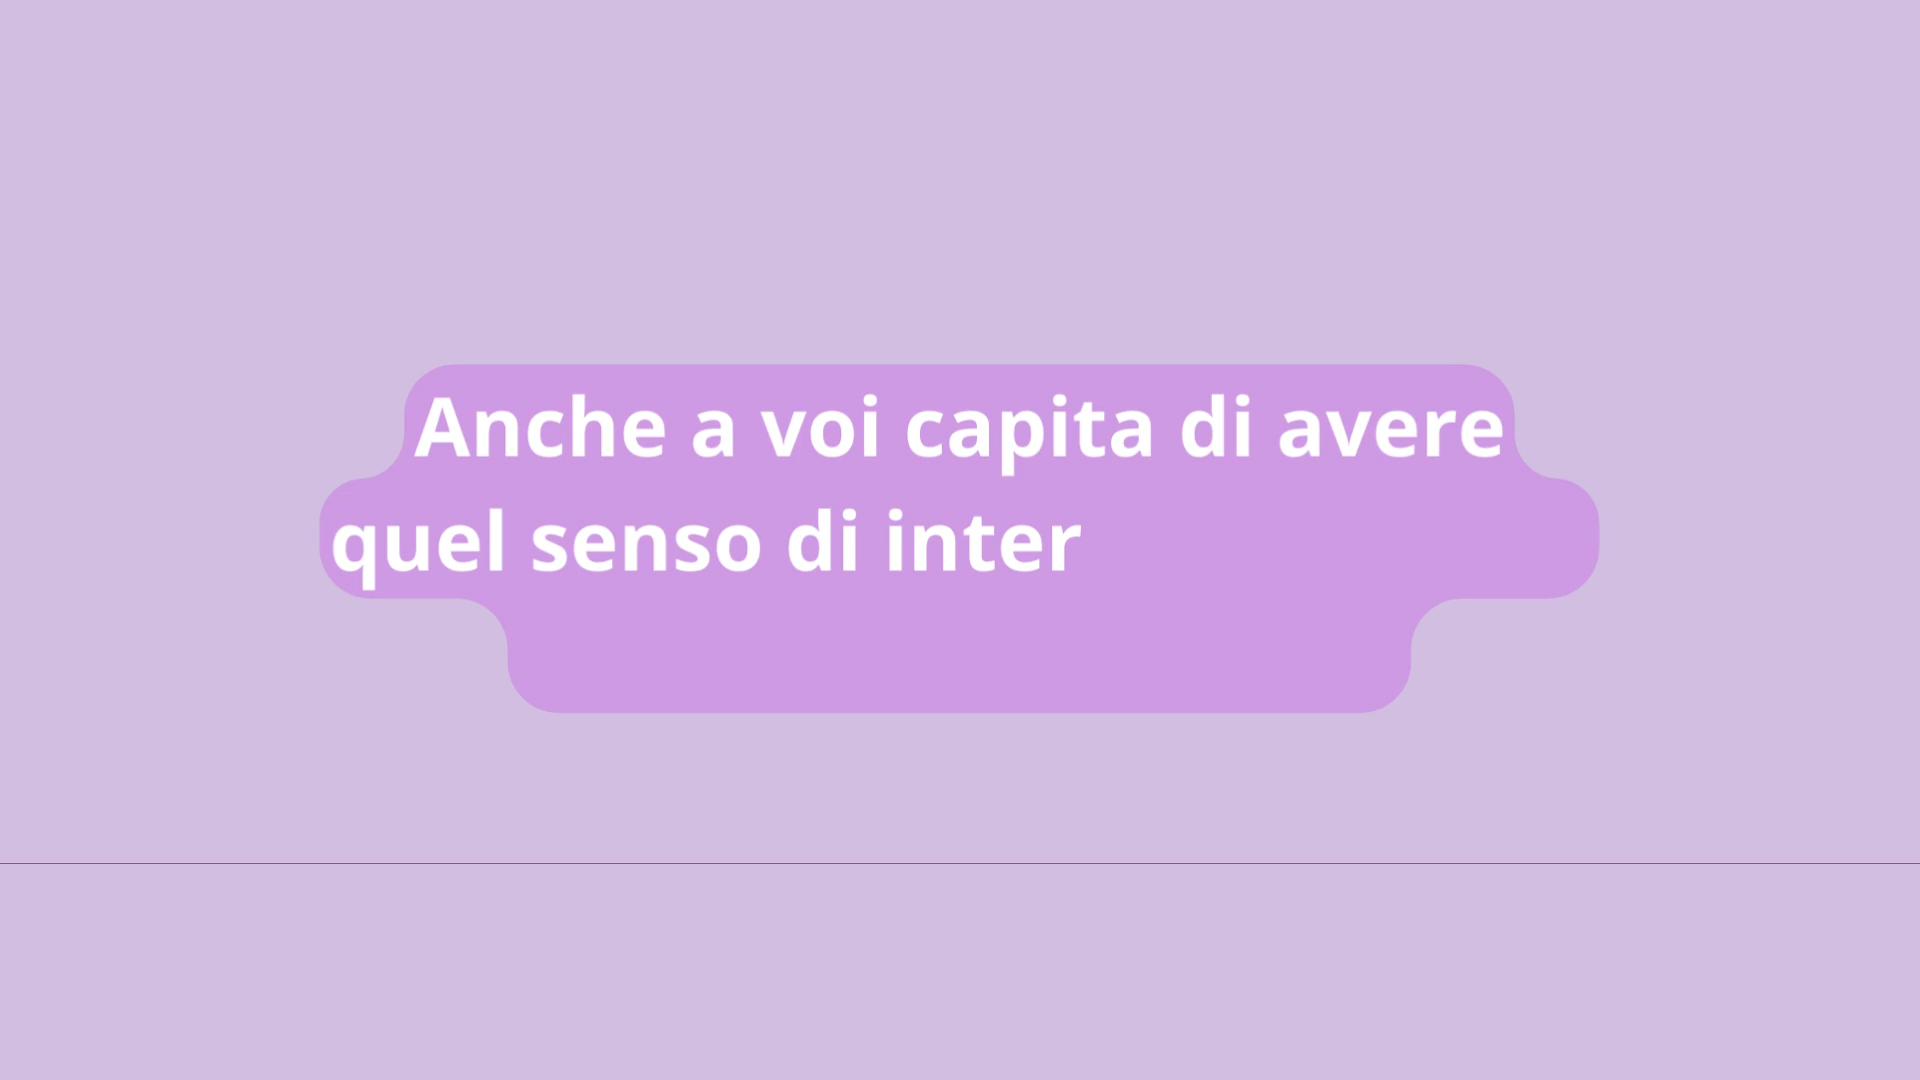 Anche a voi capita di avere
quel senso di inter